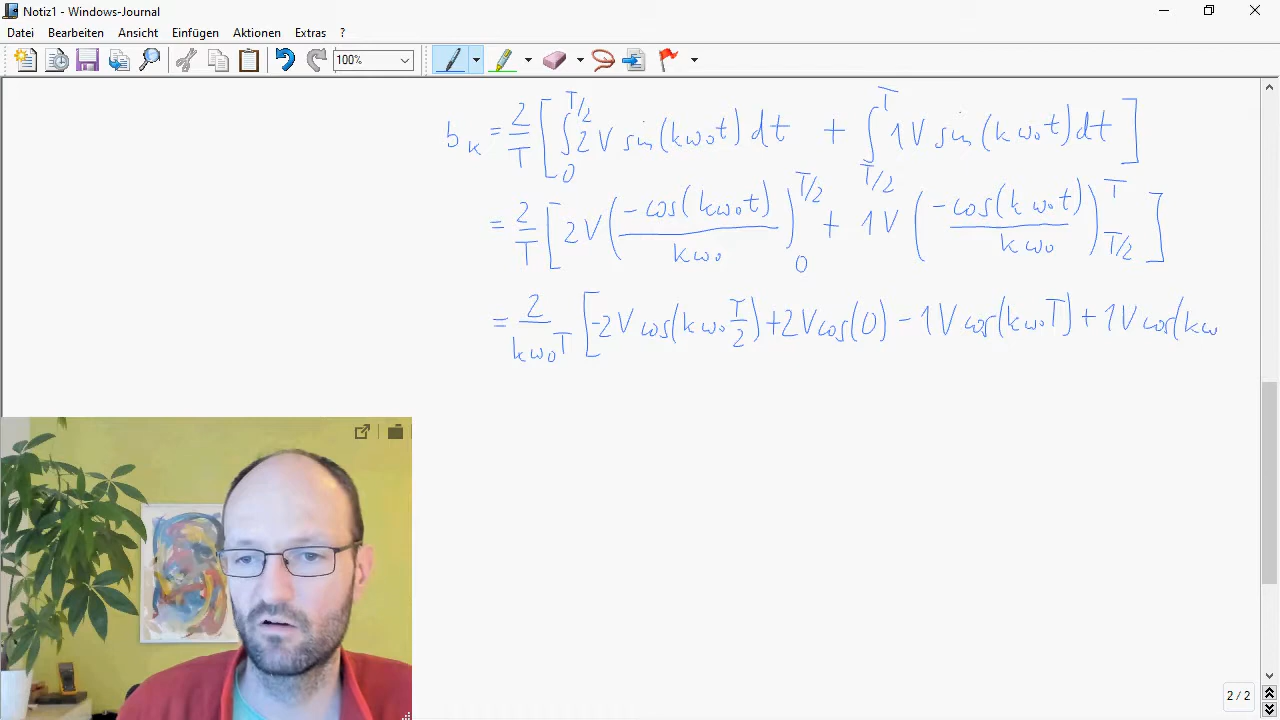 Notiz1 - Windows-Journal
Datei Bearbeiten Ansicht Einfügen Aktionen Extras ?
100%
b_k = 2/T [ ∫_0^{T/2} 2V sin(kω₀t) dt + ∫_{T/2}^T 1V sin(kω₀t) dt ]
= 2/T [ 2V ( -cos(kω₀t) / kω₀ )_0^{T/2} + 1V ( -cos(kω₀t) / kω₀ )_{T/2}^T ]
= 2/(kω₀T) [ -2V cos(kω₀ T/2) + 2V cos(0) - 1V cos(kω₀T) + 1V cos(kω
2 / 2